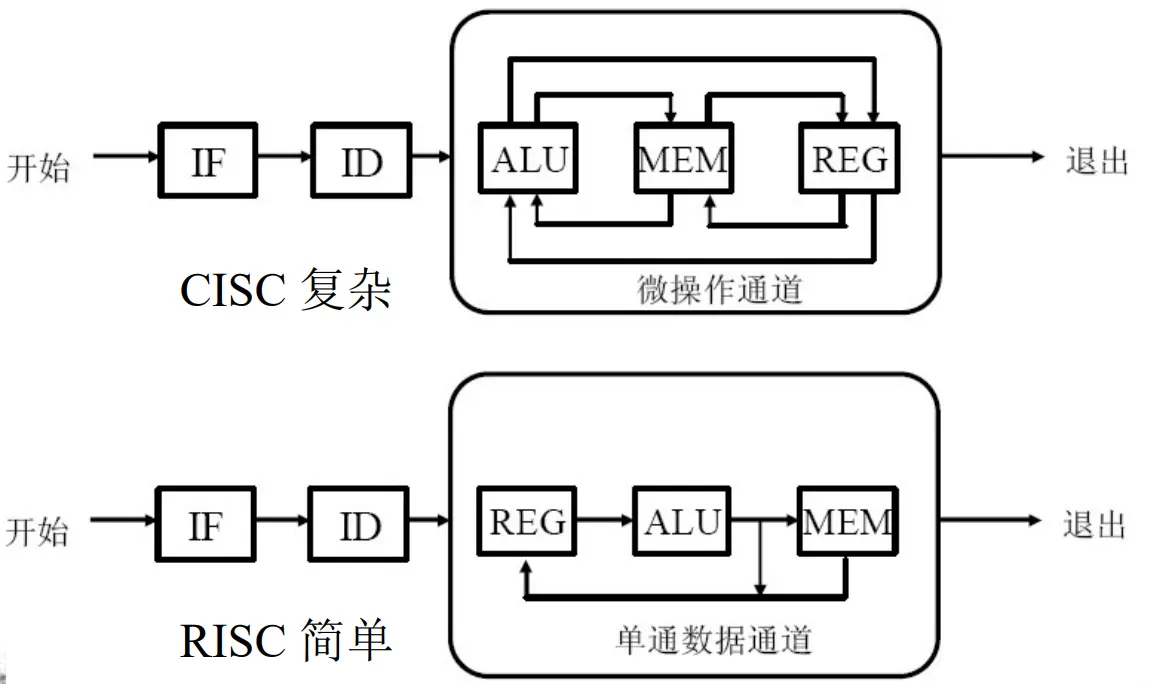 开始
IF
ID
ALU
MEM
REG
退出
微操作通道
CISC 复杂
开始
IF
ID
REG
ALU
MEM
退出
单通数据通道
RISC 简单